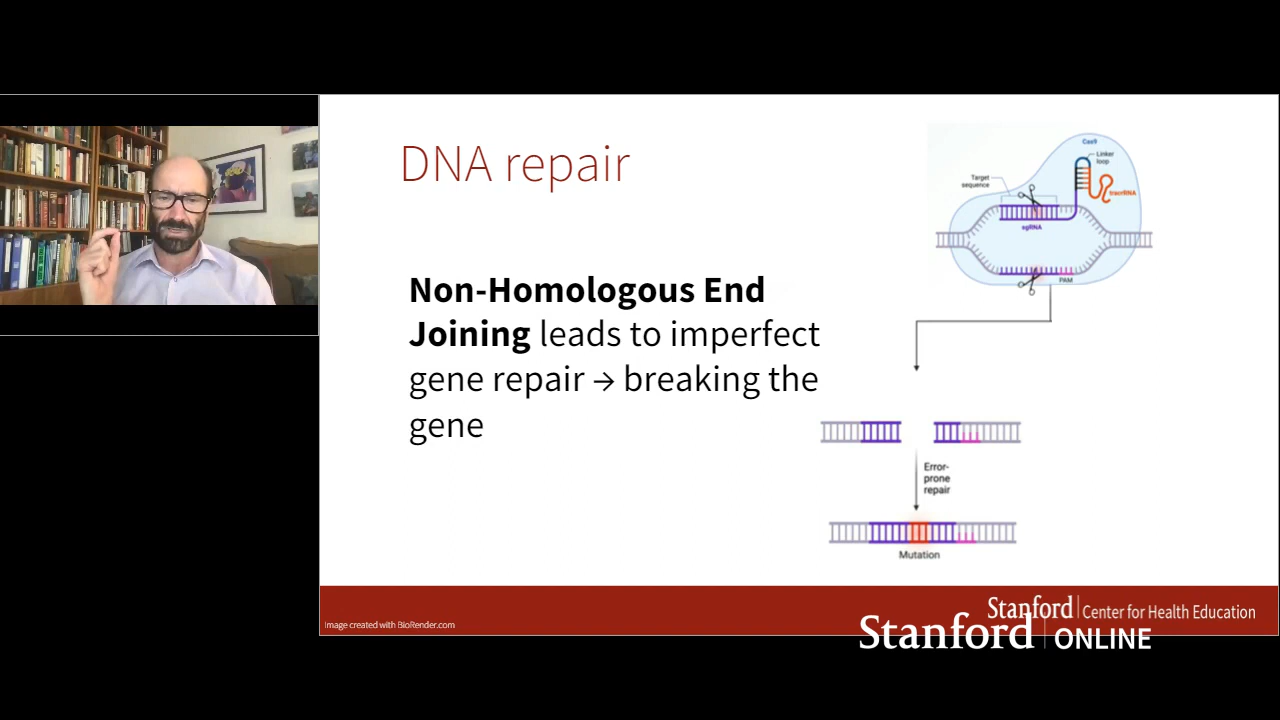 DNA repair
Non-Homologous End
Joining leads to imperfect
gene repair → breaking the
gene
Cas9
Linker
loop
Target
sequence
tracrRNA
sgRNA
PAM
Error-
prone
repair
Mutation
Image created with BioRender.com
Stanford | Center for Health Education
Stanford | ONLINE